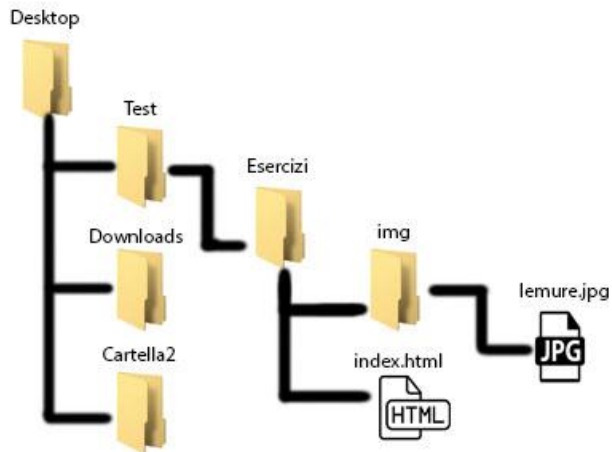 Desktop
Test
Esercizi
img
Downloads
lemure.jpg
JPG
Cartella2
index.html
HTML